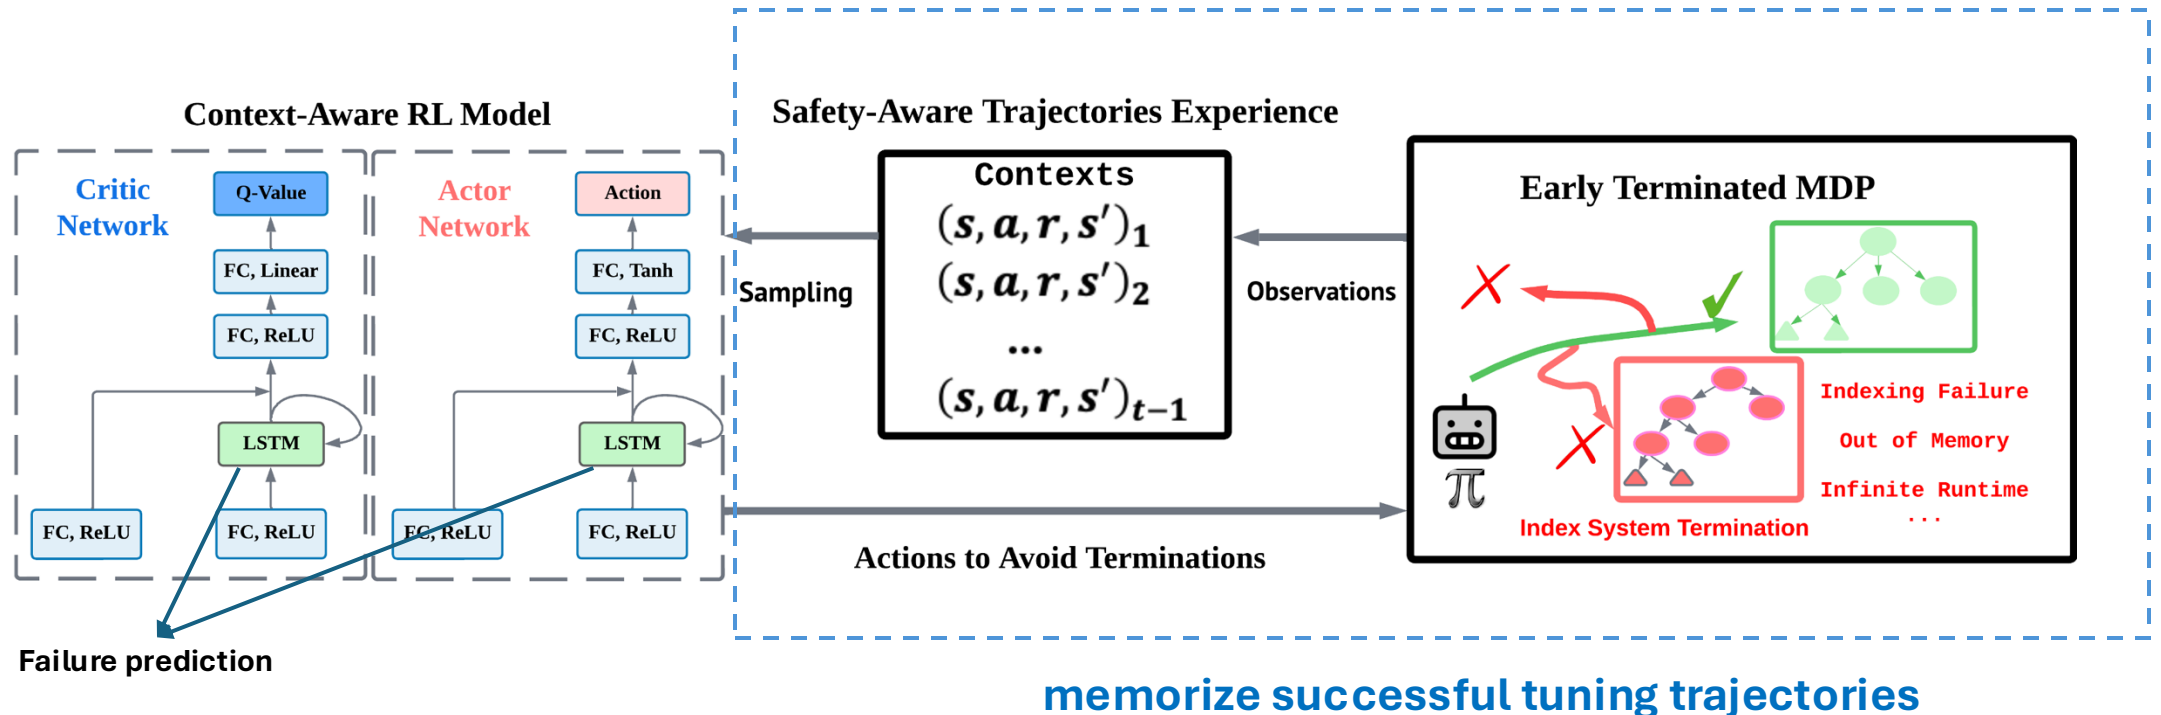 Context-Aware RL Model
Critic
Network
Q-Value
FC, Linear
FC, ReLU
LSTM
FC, ReLU
FC, ReLU
Actor
Network
Action
FC, Tanh
FC, ReLU
LSTM
FC, ReLU
FC, ReLU
Failure prediction
Safety-Aware Trajectories Experience
Sampling
Contexts
(s, a, r, s′)₁
(s, a, r, s′)₂
...
(s, a, r, s′)ₜ₋₁
Observations
Actions to Avoid Terminations
Early Terminated MDP
π
Indexing Failure
Out of Memory
Infinite Runtime
...
Index System Termination
memorize successful tuning trajectories